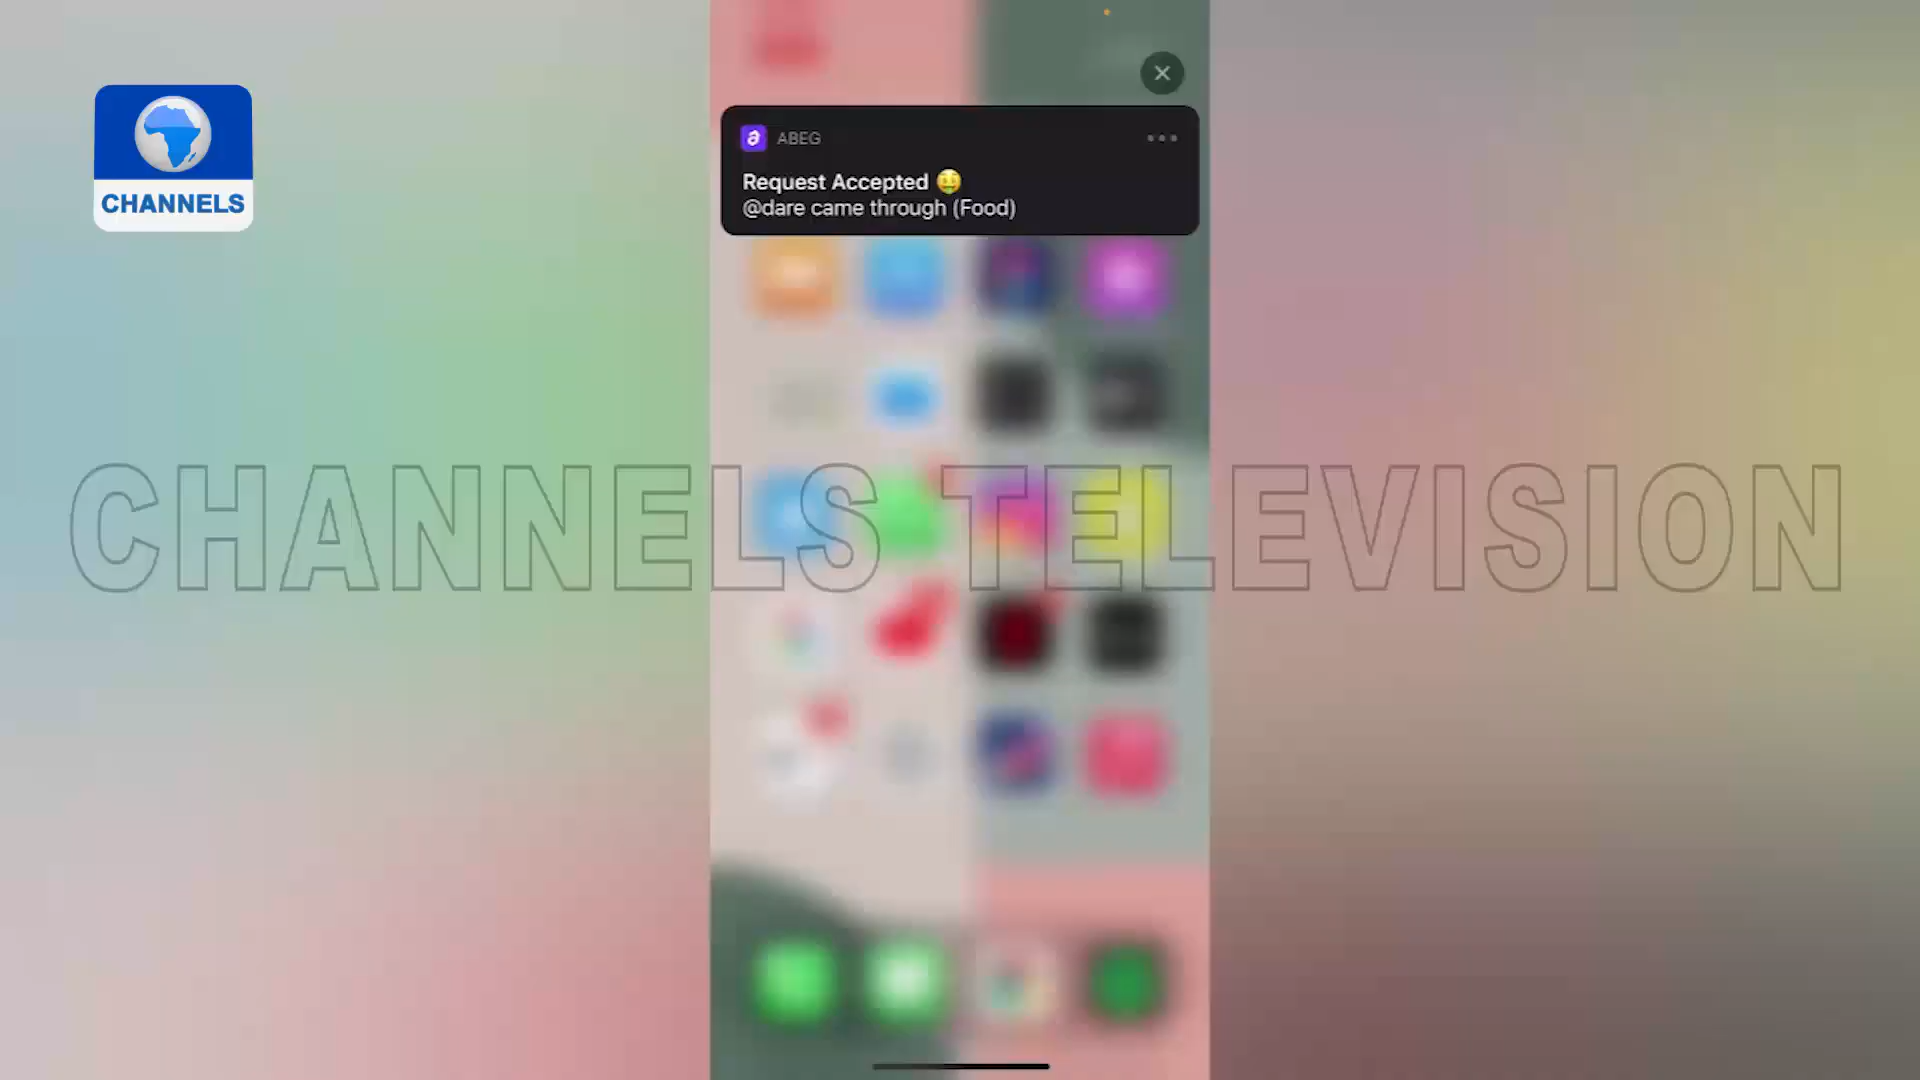 CHANNELS
ABEG
Request Accepted 🤑
@dare came through (Food)
CHANNELS TELEVISION